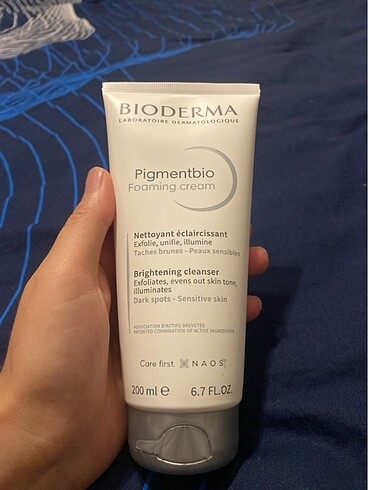 BIODERMA
LABORATOIRE DERMATOLOGIQUE
Pigmentbio
Foaming cream
Nettoyant éclaircissant
Exfolie, unifie, illumine
Taches brunes - Peaux sensibles
Brightening cleanser
Exfoliates, evens out skin tone,
illuminates
Dark spots - Sensitive skin
ASSOCIATION D'ACTIFS BREVETÉE
PATENTED COMBINATION OF ACTIVE INGREDIENTS
Care first. NAOS
200 ml ℮ 6.7 FL.OZ.